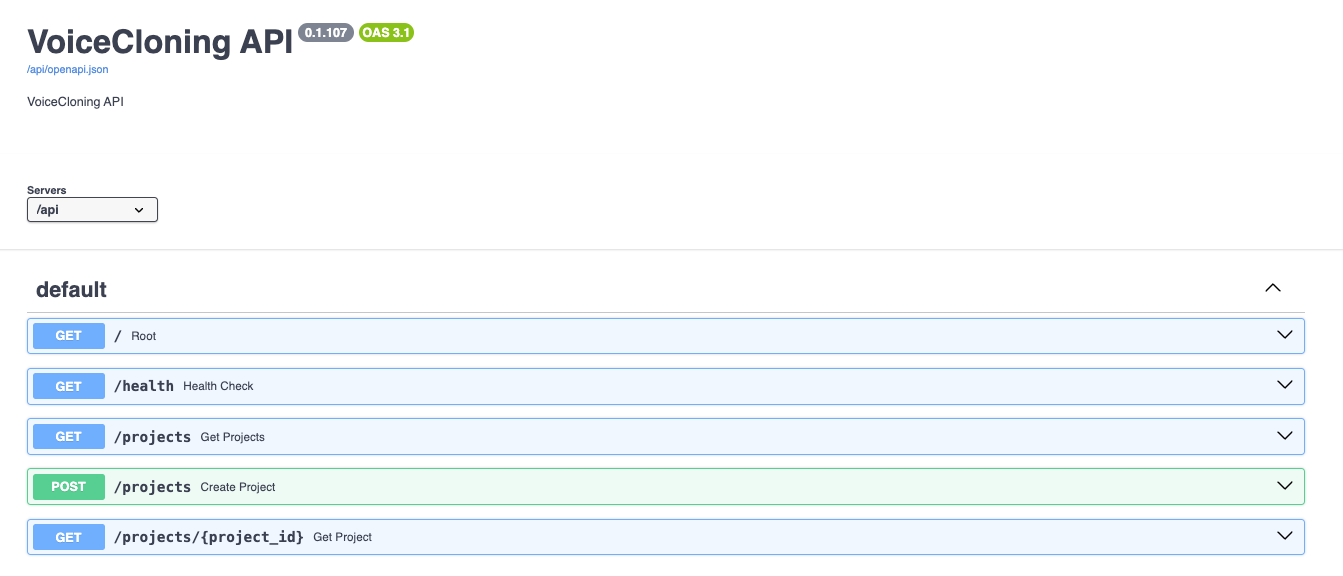 VoiceCloning API 0.1.107 OAS 3.1
/api/openapi.json
VoiceCloning API
Servers
/api
default
GET / Root
GET /health Health Check
GET /projects Get Projects
POST /projects Create Project
GET /projects/{project_id} Get Project